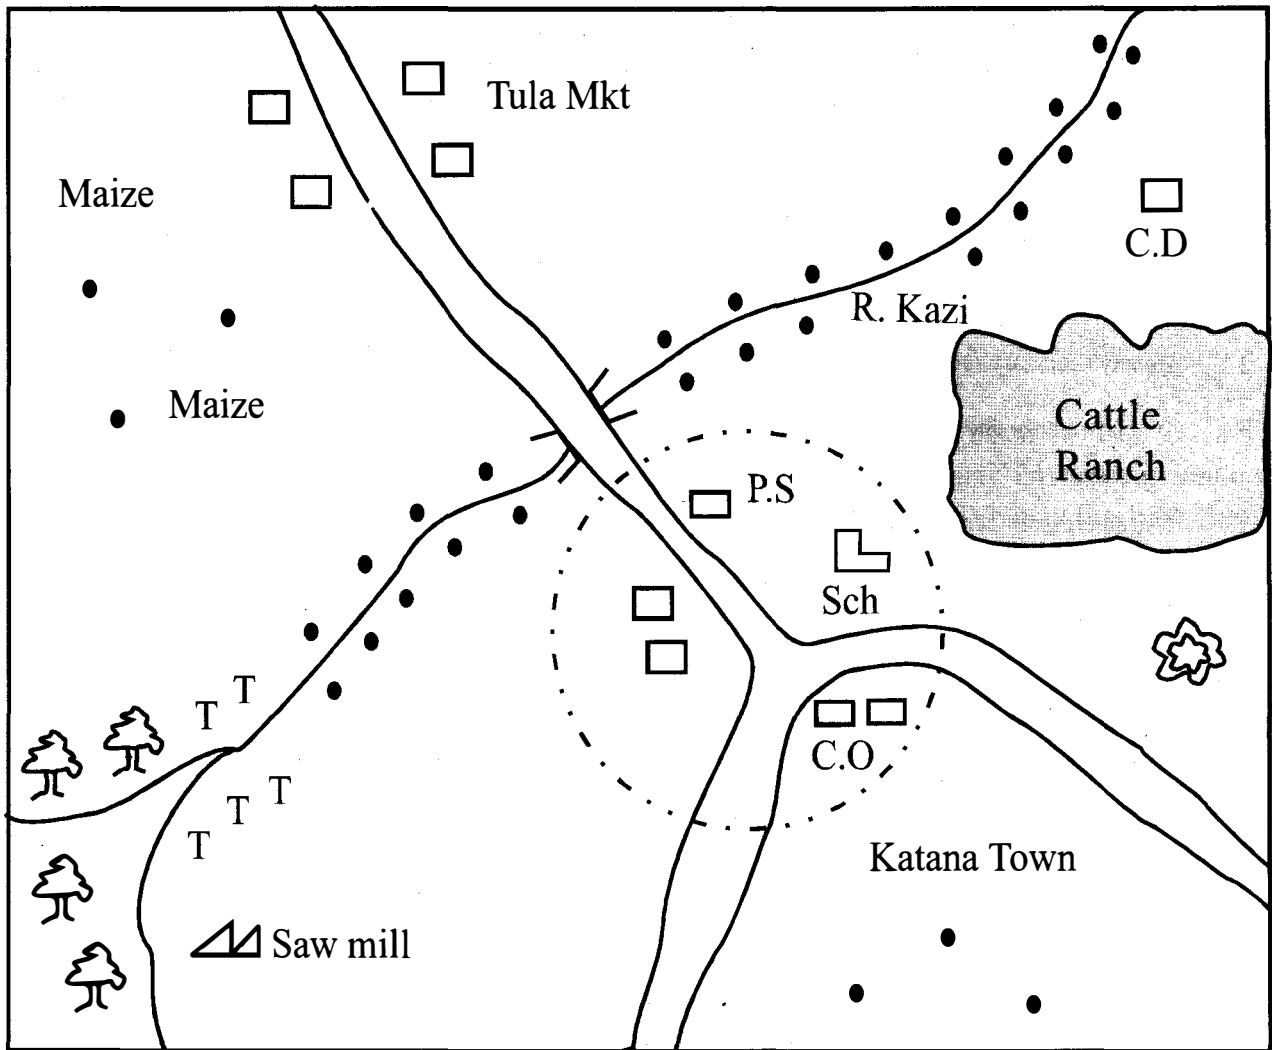 Tula Mkt
Maize
C.D
R. Kazi
Maize
Cattle
Ranch
P.S
Sch
T
T
C.O
T
T
T
Katana Town
Saw mill